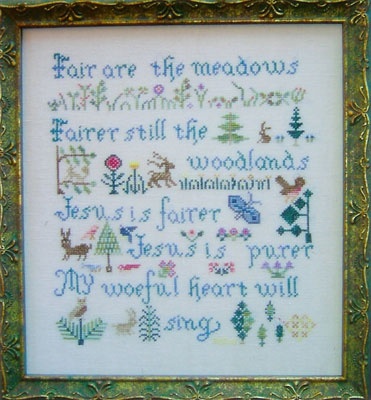 Fair are the meadows
Fairer still the
woodlands
Jesus is fairer
Jesus is purer
My woeful heart will
sing